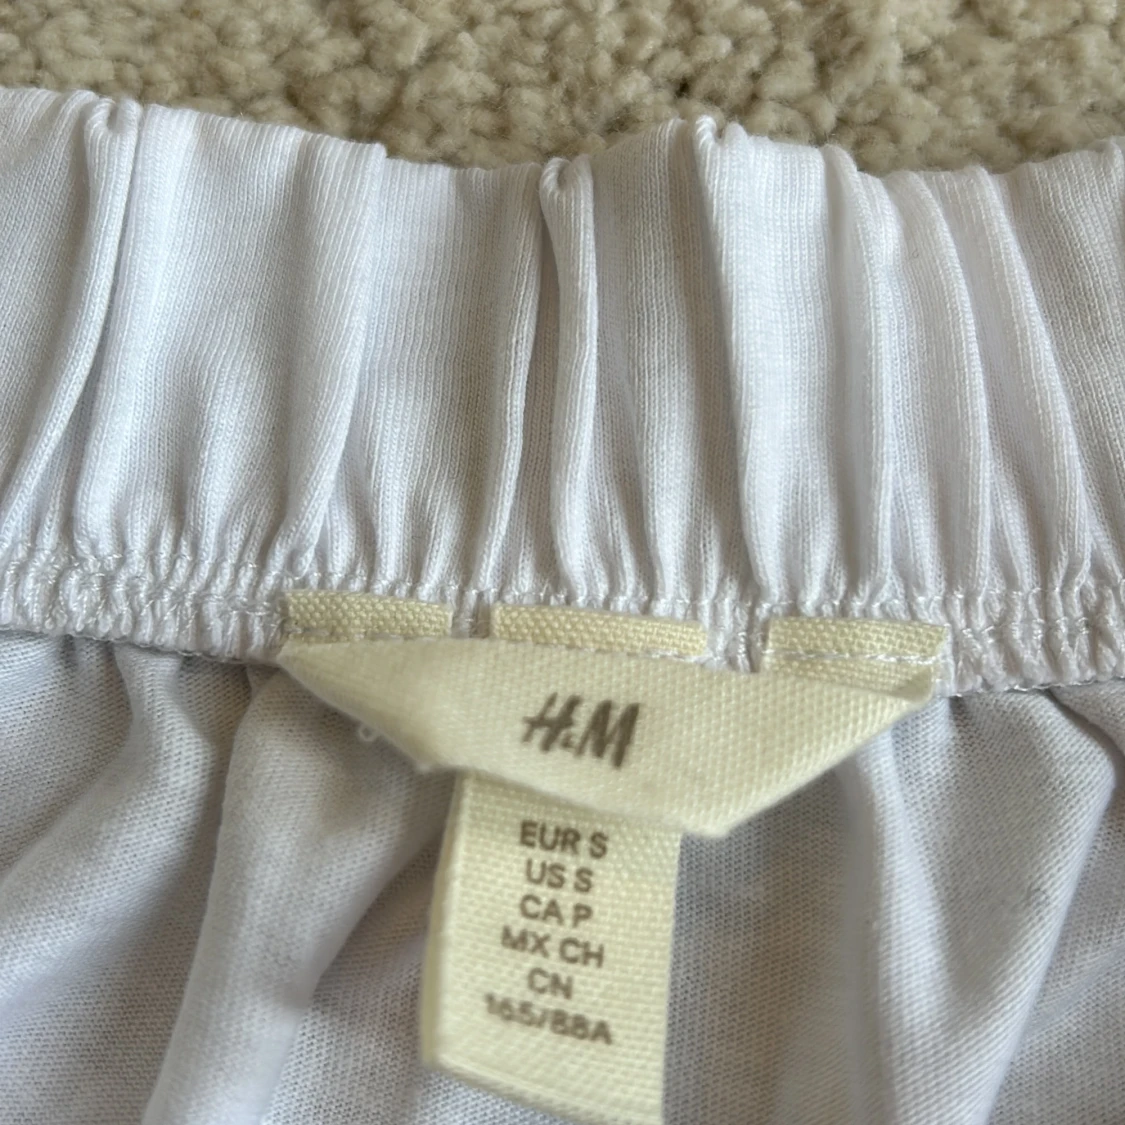 H&M
EUR S
US S
CA P
MX CH
CN
165/88A